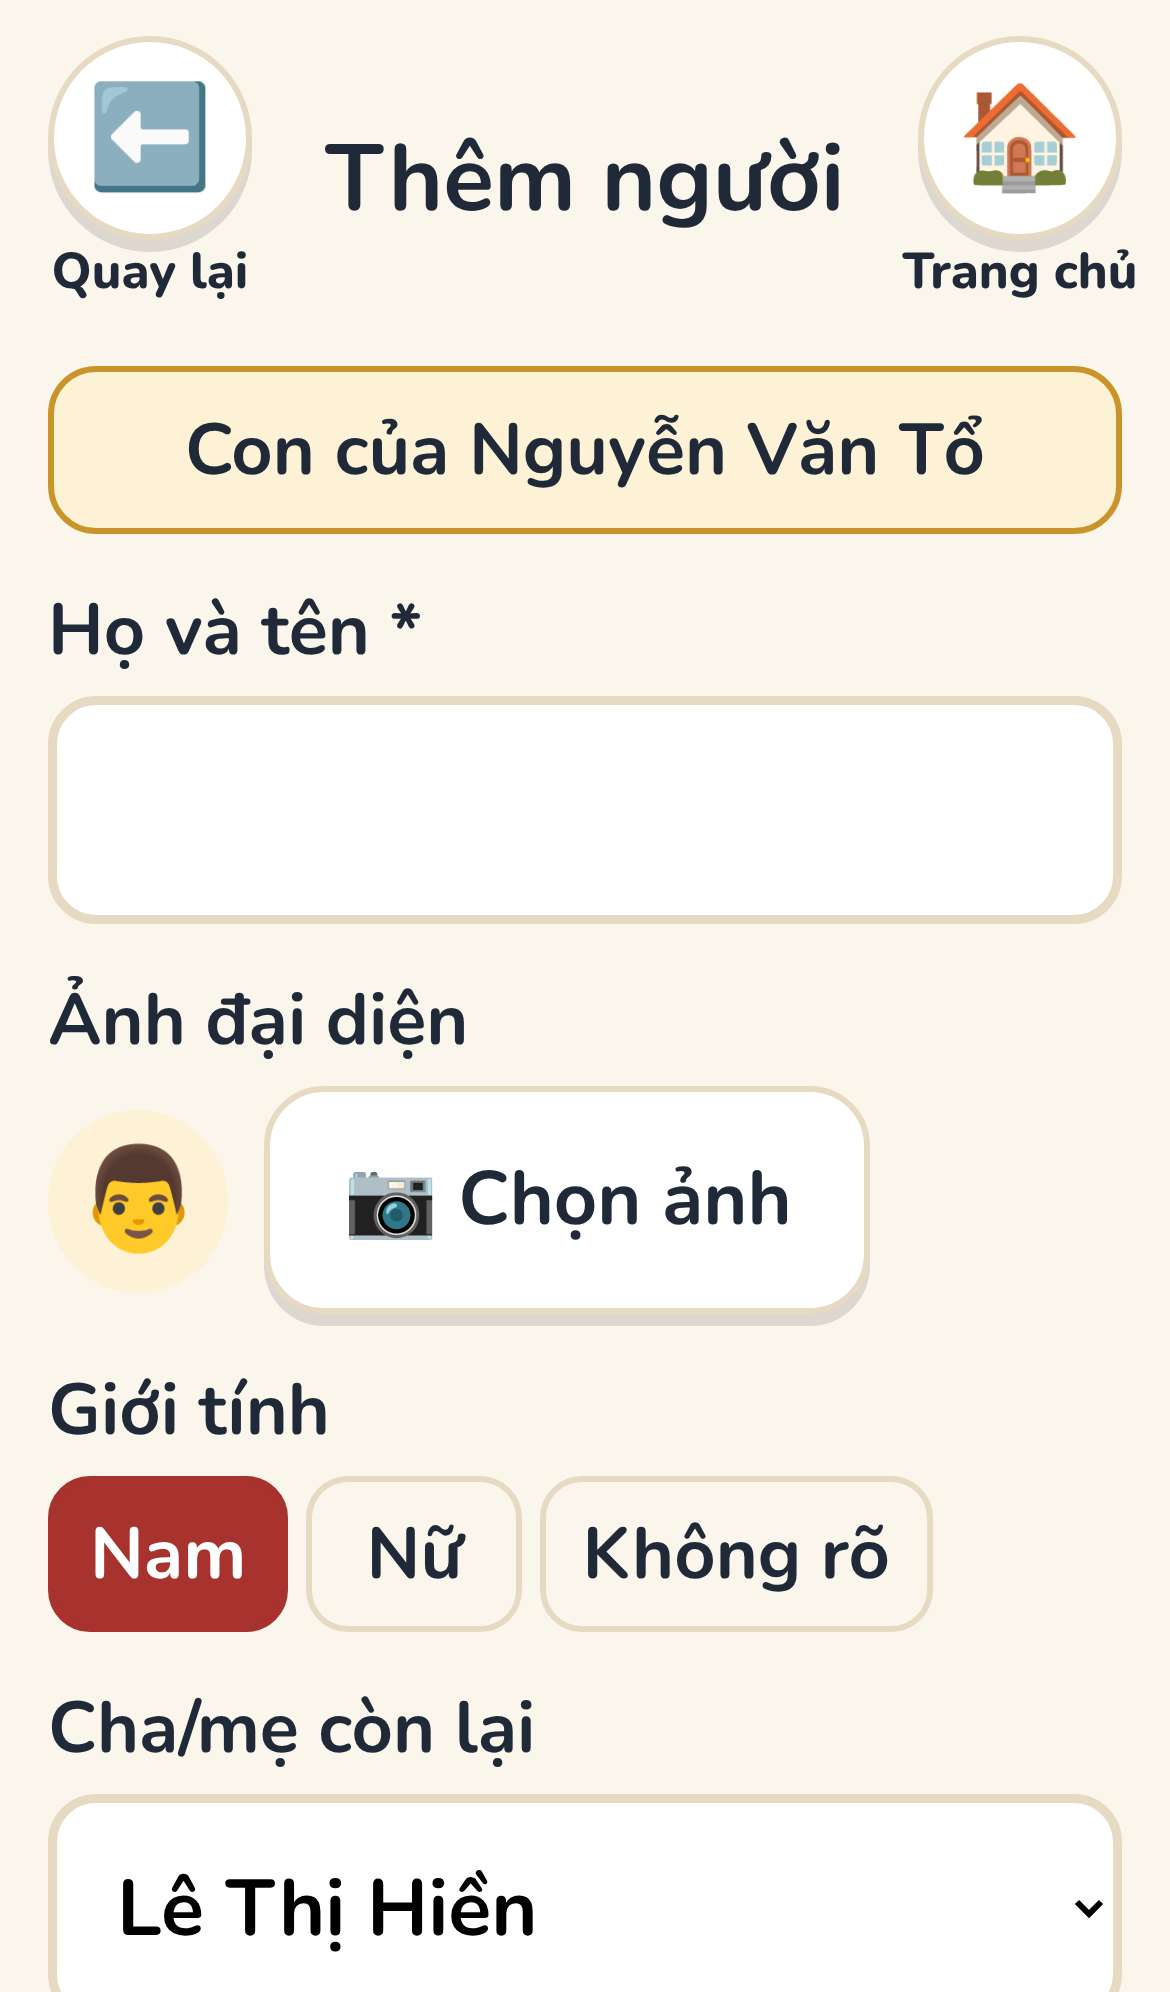 Thêm người
Quay lại
Trang chủ
Con của Nguyễn Văn Tổ
Họ và tên *
Ảnh đại diện
Chọn ảnh
Giới tính
Nam
Nữ
Không rõ
Cha/mẹ còn lại
Lê Thị Hiền